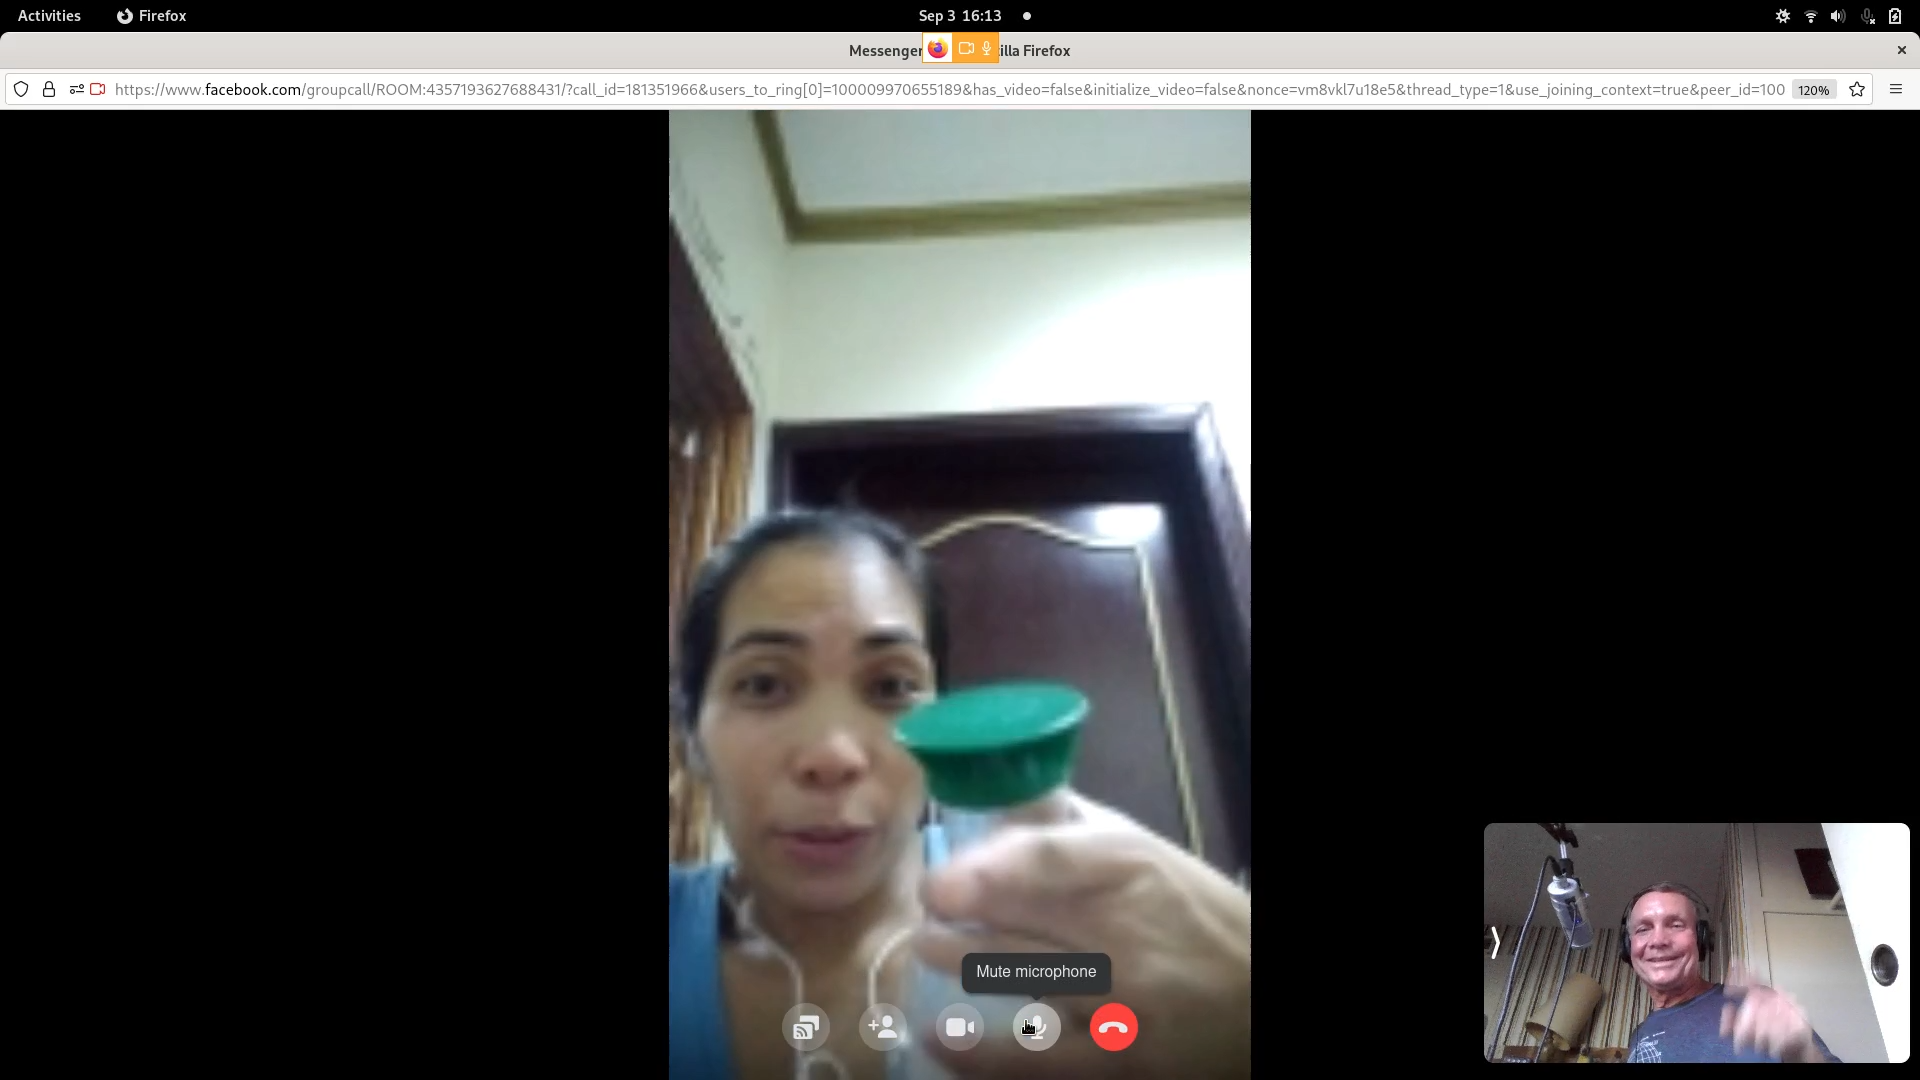 Activities Firefox Sep 3 16:13
Messenger illa Firefox
https://www.facebook.com/groupcall/ROOM:4357193627688431/?call_id=181351966&users_to_ring[0]=100009970655189&has_video=false&initialize_video=false&nonce=vm8vkl7u18e5&thread_type=1&use_joining_context=true&peer_id=100 120%
Mute microphone